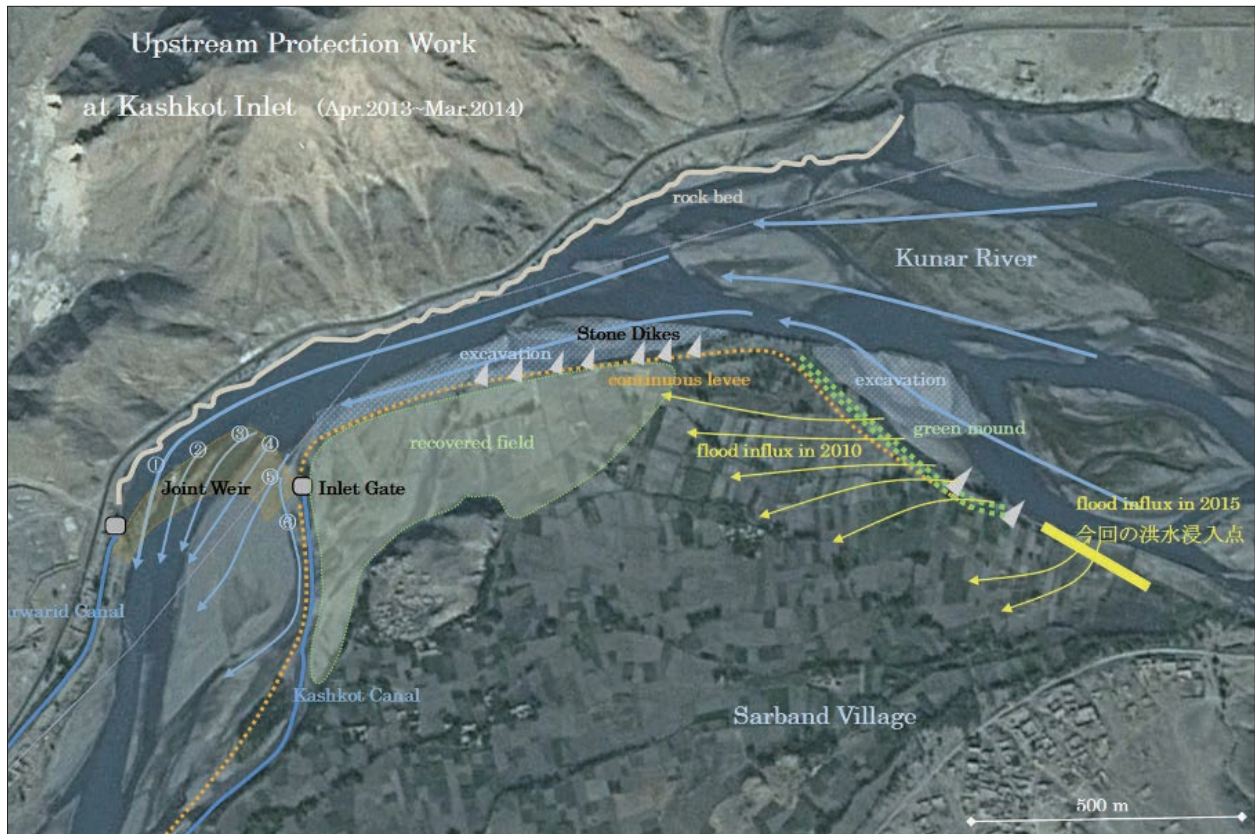 Upstream Protection Work
at Kashkot Inlet (Apr.2013~Mar.2014)
rock bed
Kunar River
Stone Dikes
excavation
continuous levee
excavation
recovered field
green mound
flood influx in 2010
①
②
③
④
⑤
⑥
Joint Weir
Inlet Gate
flood influx in 2015
今回の洪水浸入点
arwarid Canal
Kashkot Canal
Sarband Village
500 m